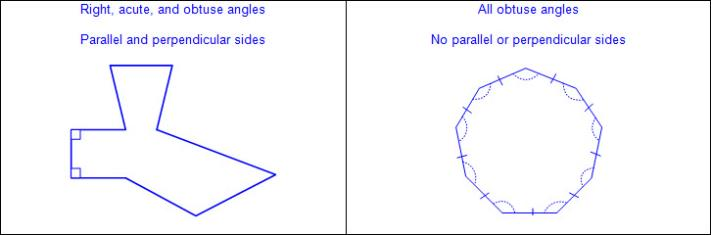 Right, acute, and obtuse angles
Parallel and perpendicular sides
All obtuse angles
No parallel or perpendicular sides